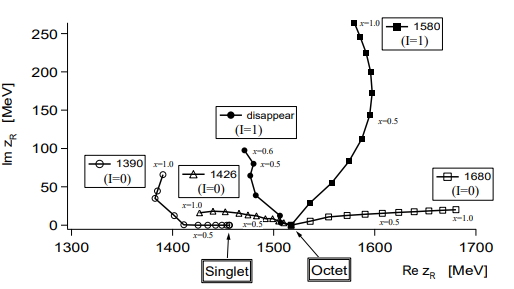 250
200
150
100
50
0
Im z_R [MeV]
1300
1400
1500
1600
1700
Re z_R [MeV]
x=1.0
1580
(I=1)
x=0.5
disappear
(I=1)
x=0.6
x=0.5
1390
(I=0)
x=1.0
1426
(I=0)
x=1.0
x=0.5
x=0.5
1680
(I=0)
x=0.5
x=1.0
Singlet
Octet